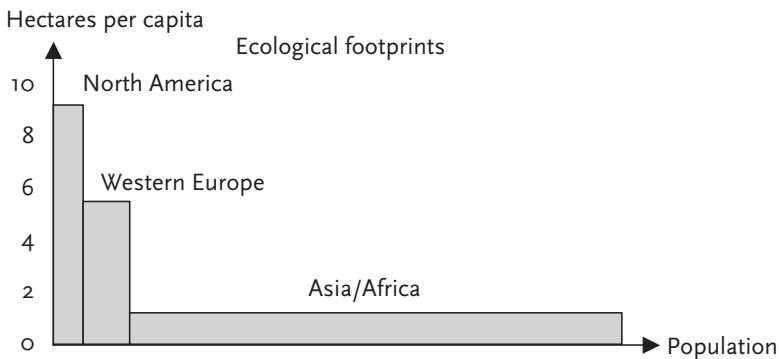 Hectares per capita
Ecological footprints
10
North America
8
6
Western Europe
4
2
Asia/Africa
0
Population